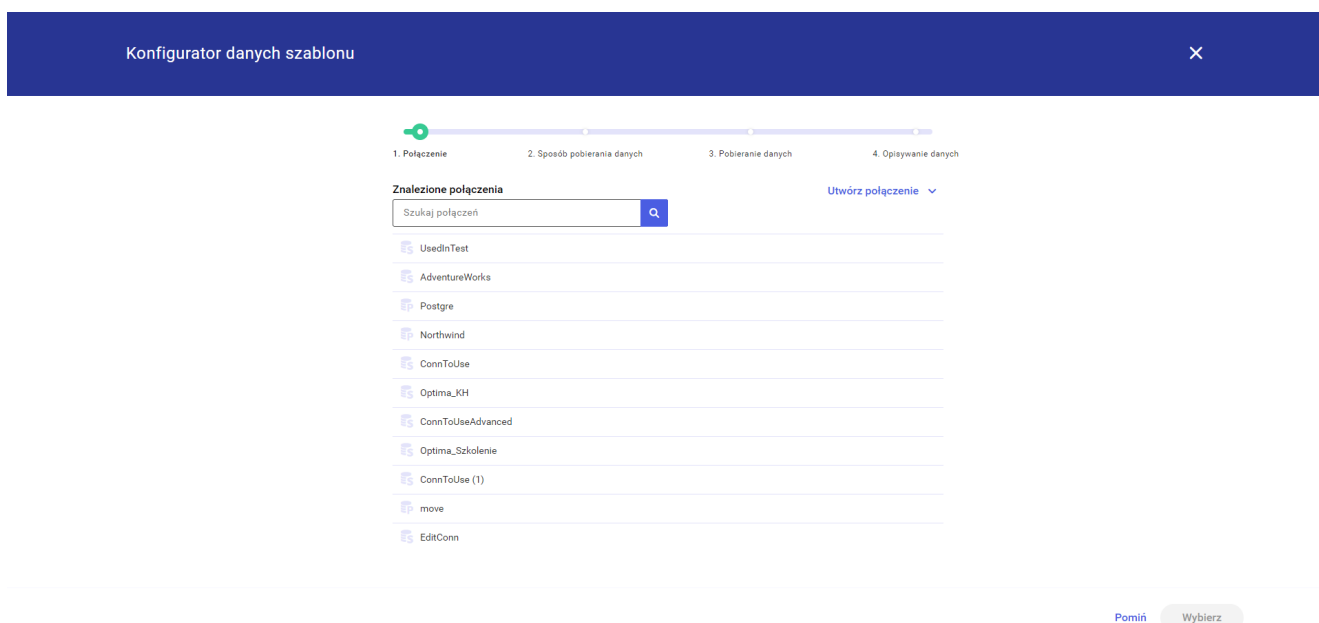 Konfigurator danych szablonu
1. Połączenie
2. Sposób pobierania danych
3. Pobieranie danych
4. Opisywanie danych
Znalezione połączenia
Utwórz połączenie
Szukaj połączeń
UsedInTest
AdventureWorks
Postgre
Northwind
ConnToUse
Optima_KH
ConnToUseAdvanced
Optima_Szkolenie
ConnToUse (1)
move
EditConn
Pomiń
Wybierz